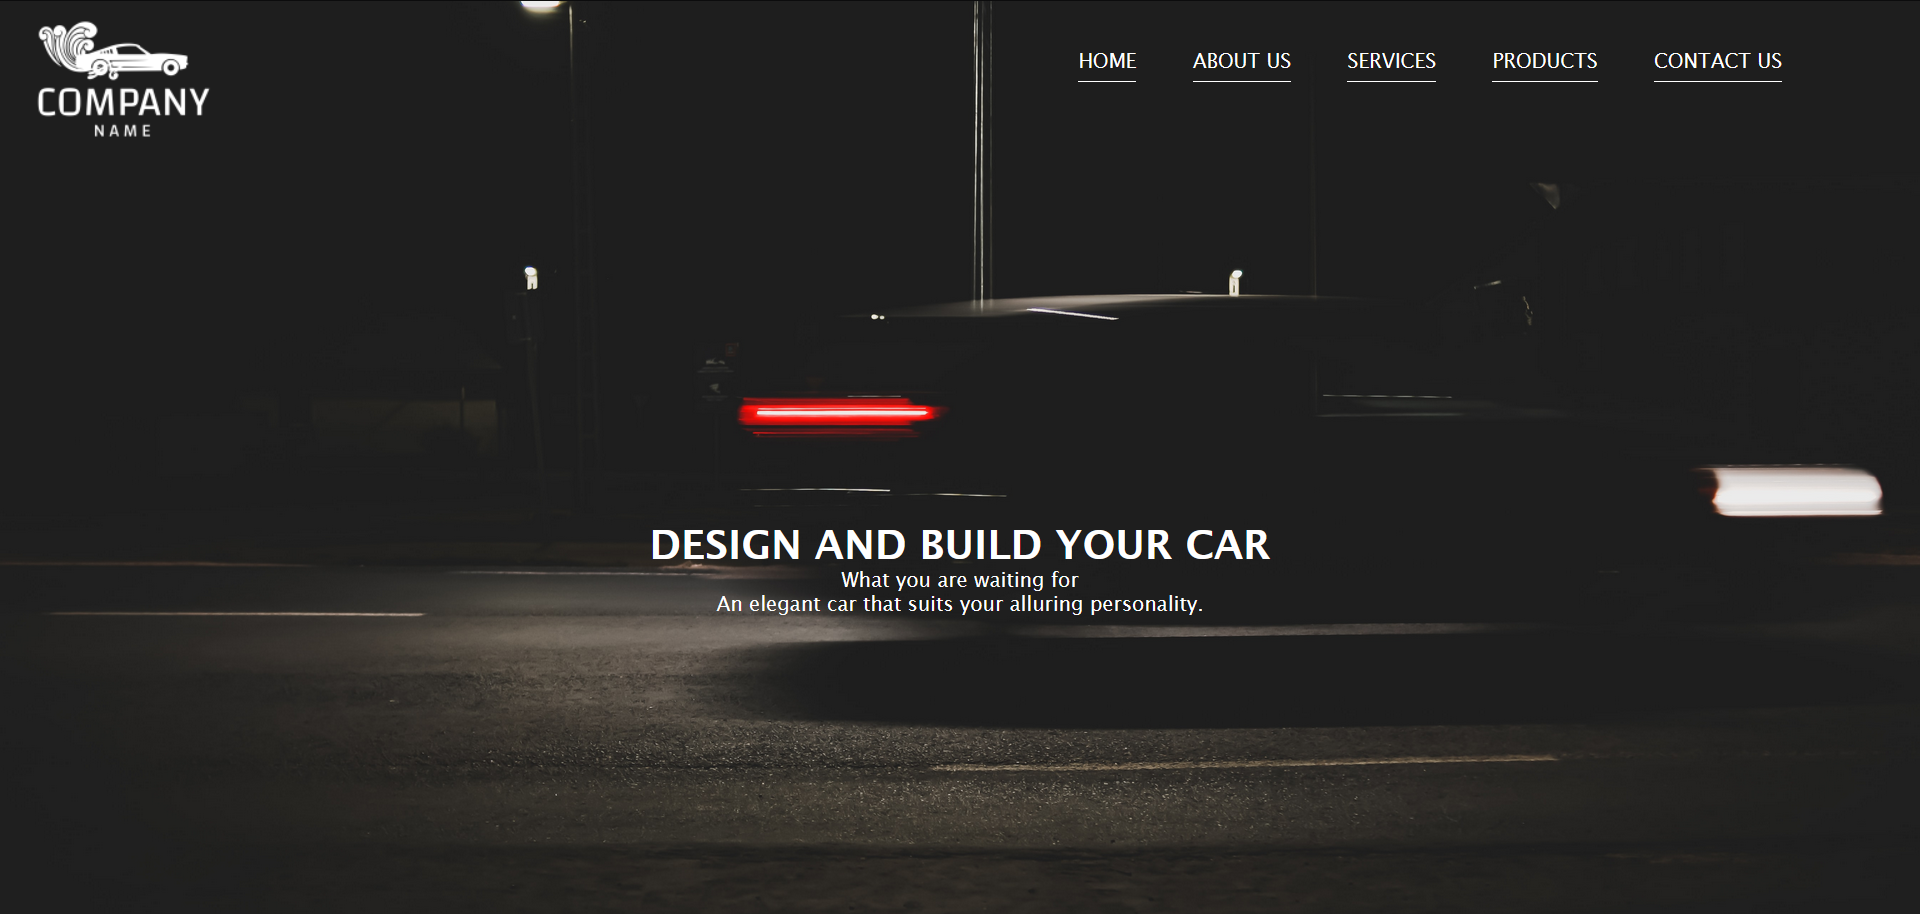 COMPANY
NAME
HOME ABOUT US SERVICES PRODUCTS CONTACT US
DESIGN AND BUILD YOUR CAR
What you are waiting for
An elegant car that suits your alluring personality.